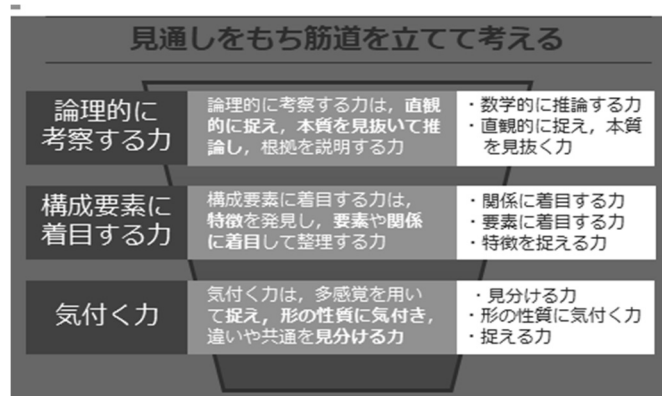 見通しをもち筋道を立てて考える
論理的に
考察する力
論理的に考察する力は，直観
的に捉え，本質を見抜いて推
論し，根拠を説明する力
・数学的に推論する力
・直観的に捉え，本質
を見抜く力
構成要素に
着目する力
構成要素に着目する力は，
特徴を発見し，要素や関係
に着目して整理する力
・関係に着目する力
・要素に着目する力
・特徴を捉える力
気付く力
気付く力は，多感覚を用い
て捉え，形の性質に気付き，
違いや共通を見分ける力
・見分ける力
・形の性質に気付く力
・捉える力